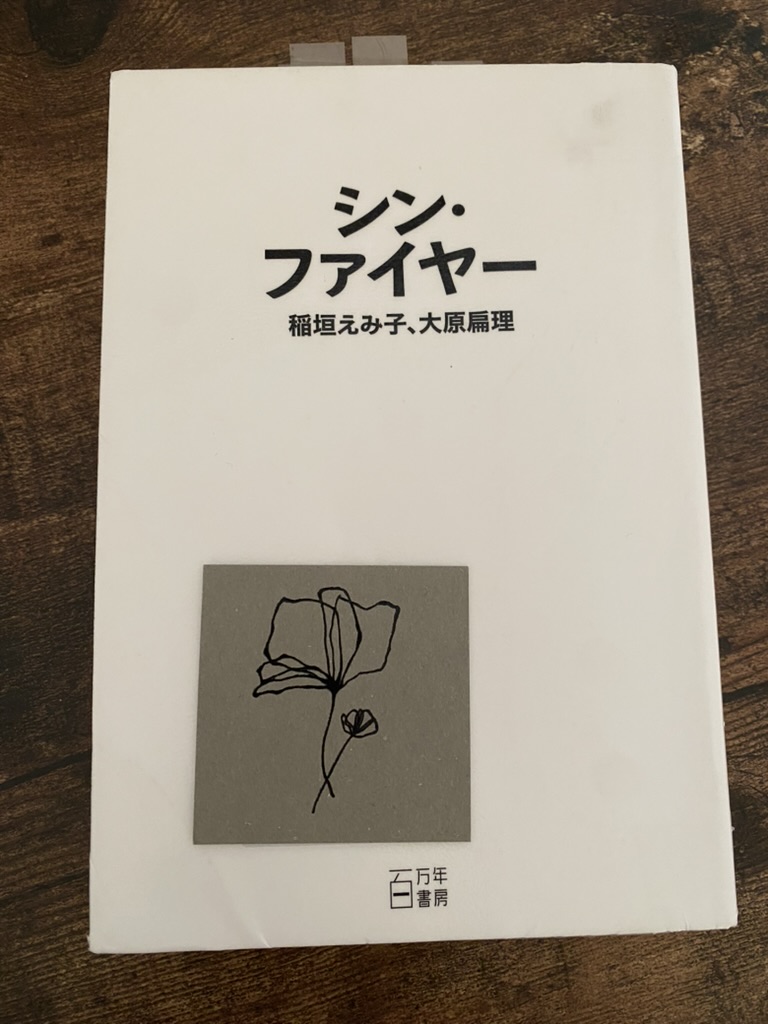 シン・
ファイヤー
稲垣えみ子、大原扁理
百万年
書房